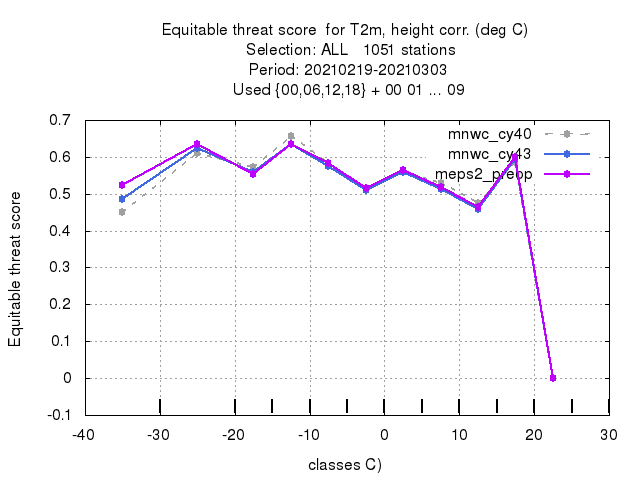 Equitable threat score  for T2m, height corr. (deg C)
Selection: ALL   1051 stations
Period: 20210219-20210303
Used {00,06,12,18} + 00 01 ... 09
mnwc_cy40
mnwc_cy43
meps2_preop
Equitable threat score
0.7
0.6
0.5
0.4
0.3
0.2
0.1
0
-0.1
-40 -30 -20 -10 0 10 20 30
classes C)